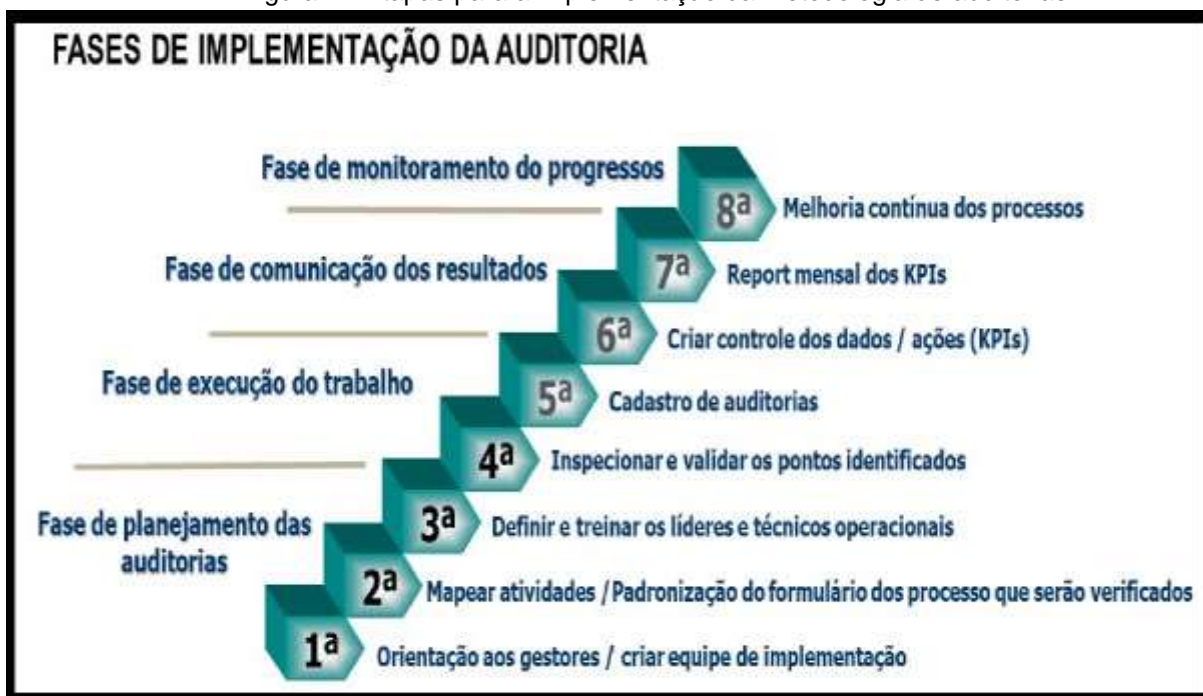 FASES DE IMPLEMENTAÇÃO DA AUDITORIA
Fase de monitoramento do progressos
8ª
Melhoria contínua dos processos
7ª
Report mensal dos KPIs
Fase de comunicação dos resultados
6ª
Criar controle dos dados / ações (KPIs)
Fase de execução do trabalho
5ª
Cadastro de auditorias
4ª
Inspecionar e validar os pontos identificados
Fase de planejamento das
auditorias
3ª
Definir e treinar os líderes e técnicos operacionais
2ª
Mapear atividades / Padronização do formulário dos processo que serão verificados
1ª
Orientação aos gestores / criar equipe de implementação